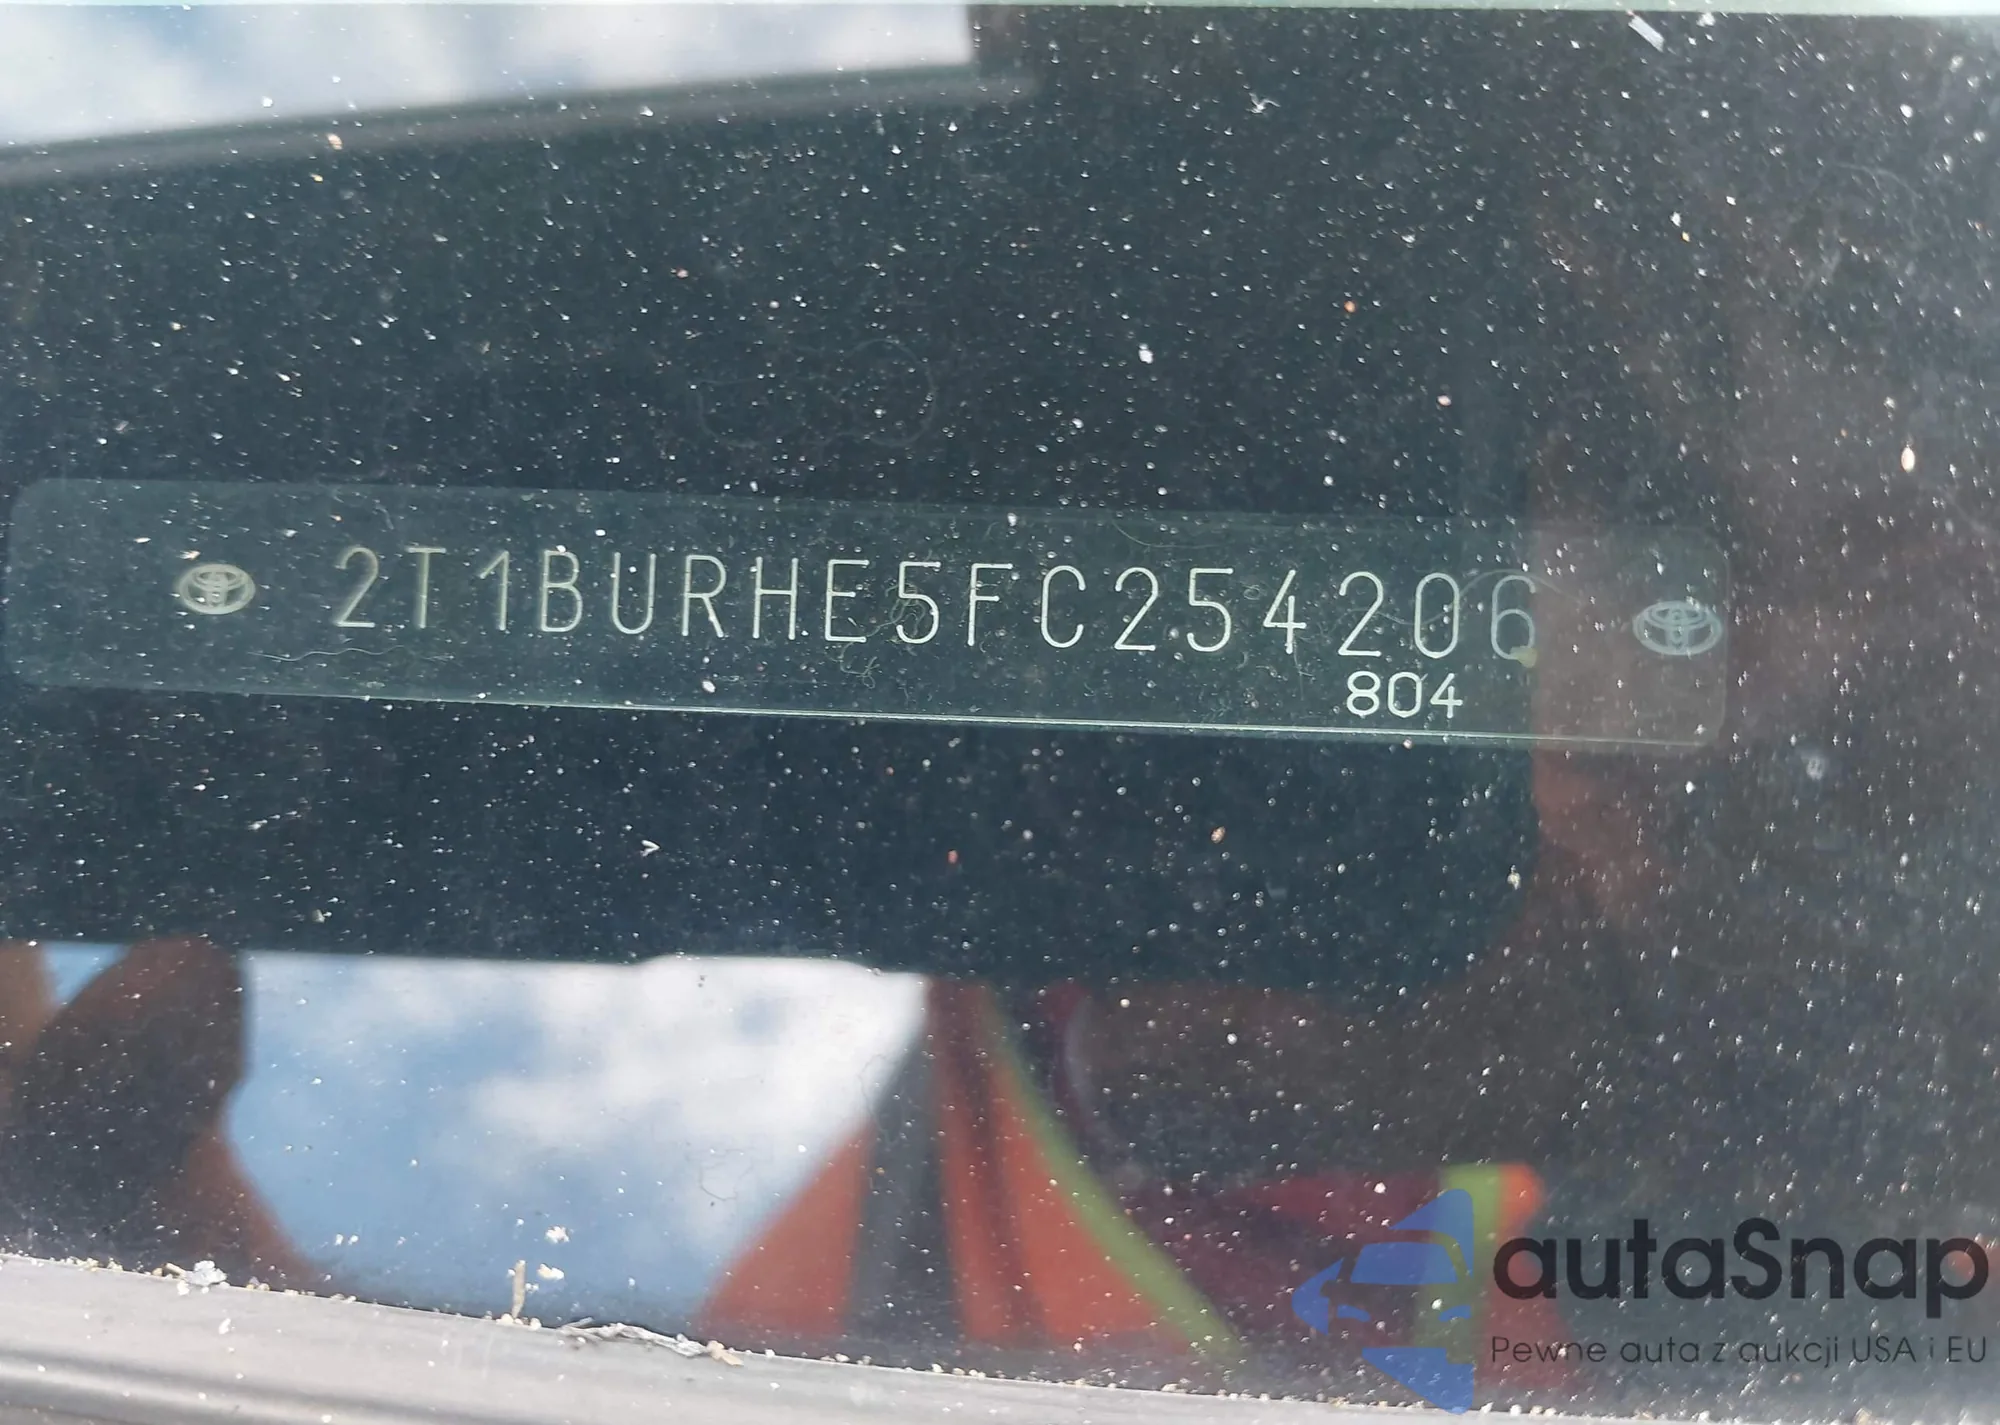 2T1BURHE5FC254206
804
autaSnap
Pewne auta z aukcji USA i EU